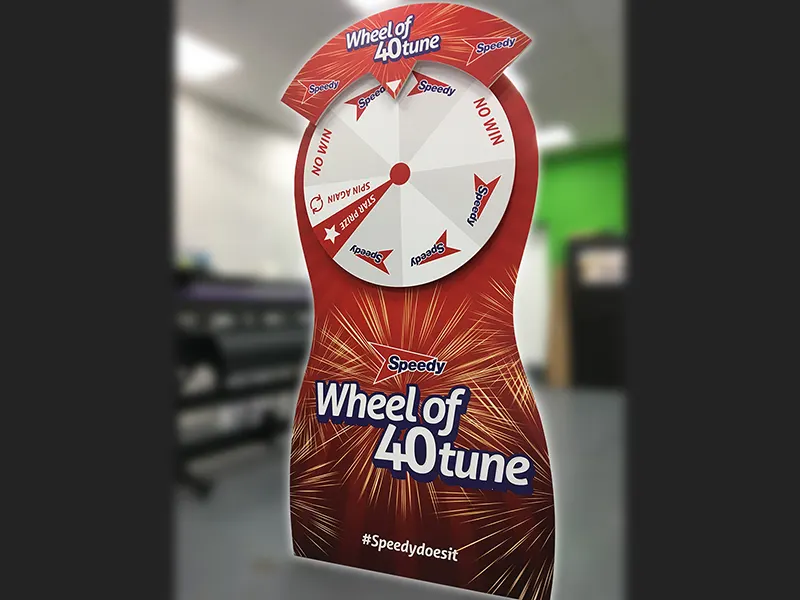 Wheel of
40tune
Speedy
Speedy
Speedy
Speedy
NO WIN
NO WIN
SPIN AGAIN
STAR PRIZE
Speedy
Speedy
Speedy
Speedy
Wheel of
40tune
#Speedydoesit